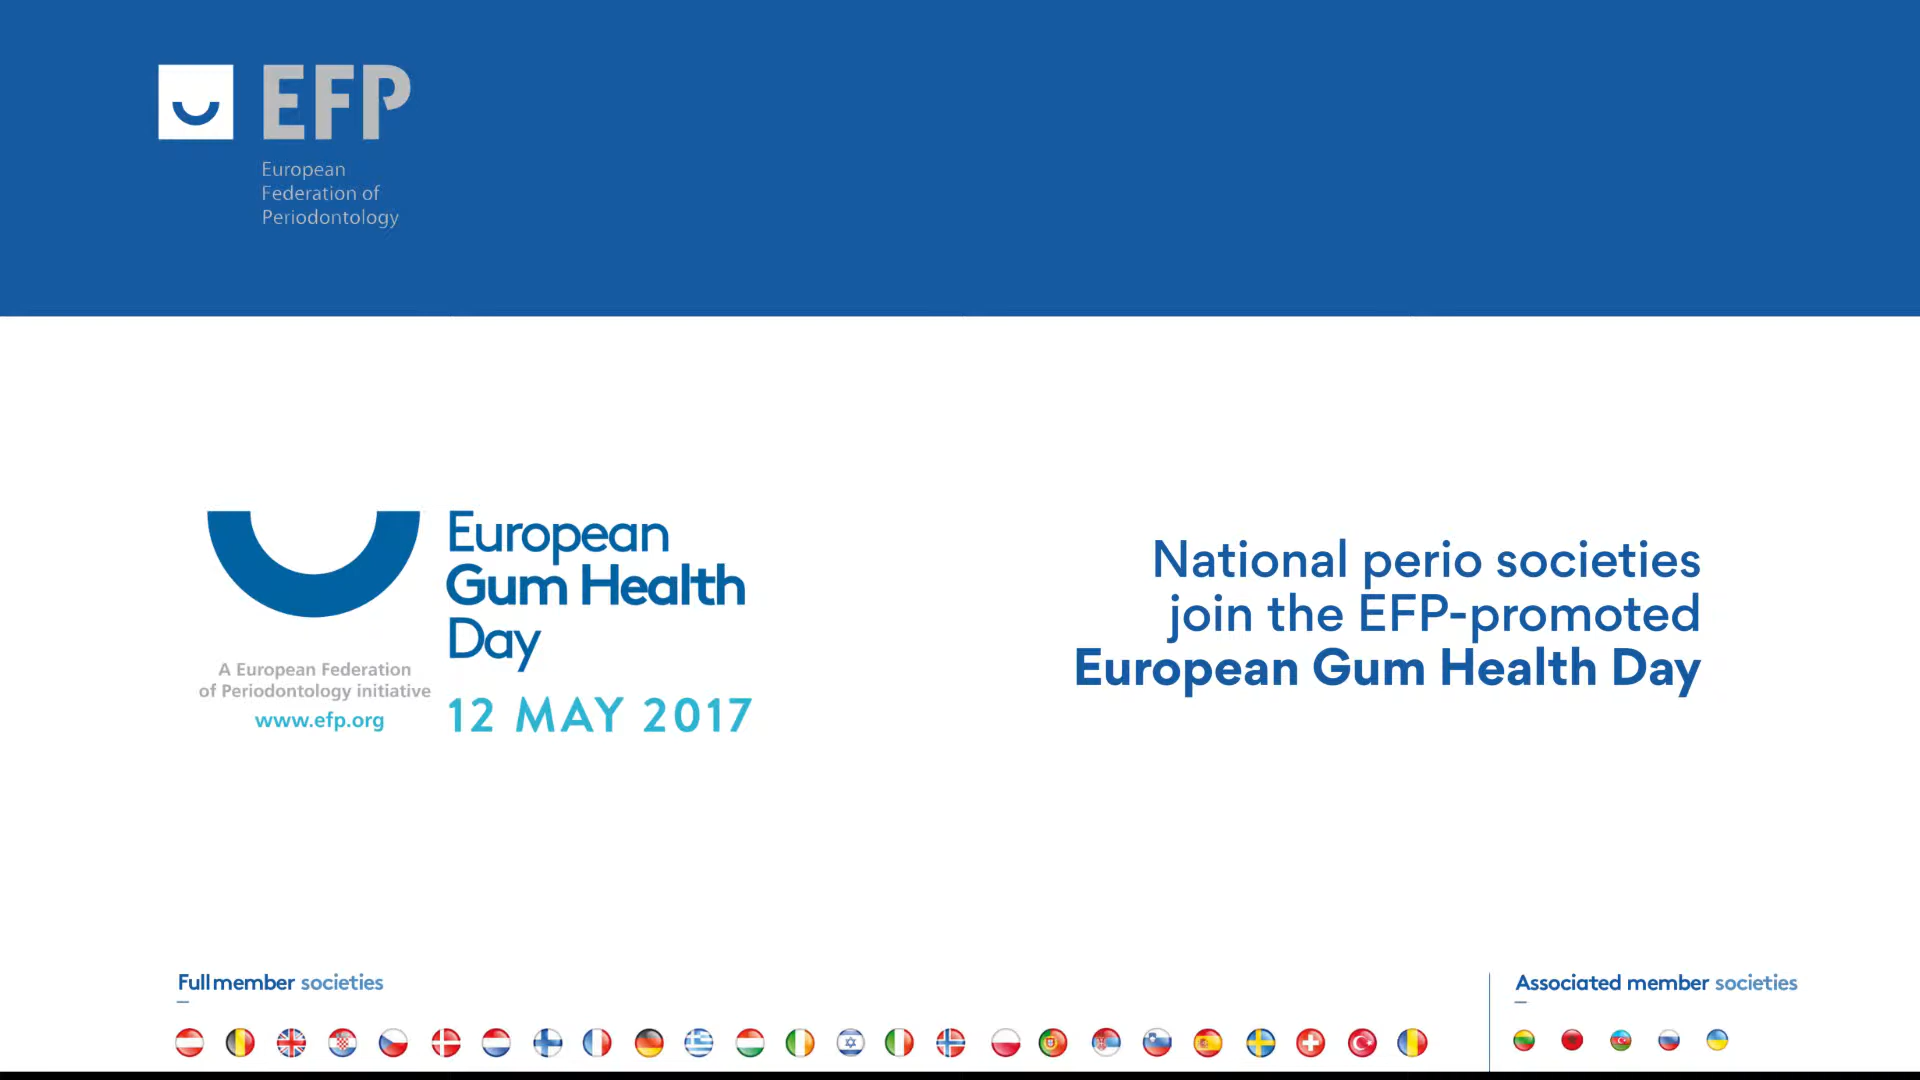 EFP
European
Federation of
Periodontology
European
Gum Health
Day
12 MAY 2017
A European Federation
of Periodontology initiative
www.efp.org
National perio societies
join the EFP-promoted
European Gum Health Day
Full member societies
Associated member societies